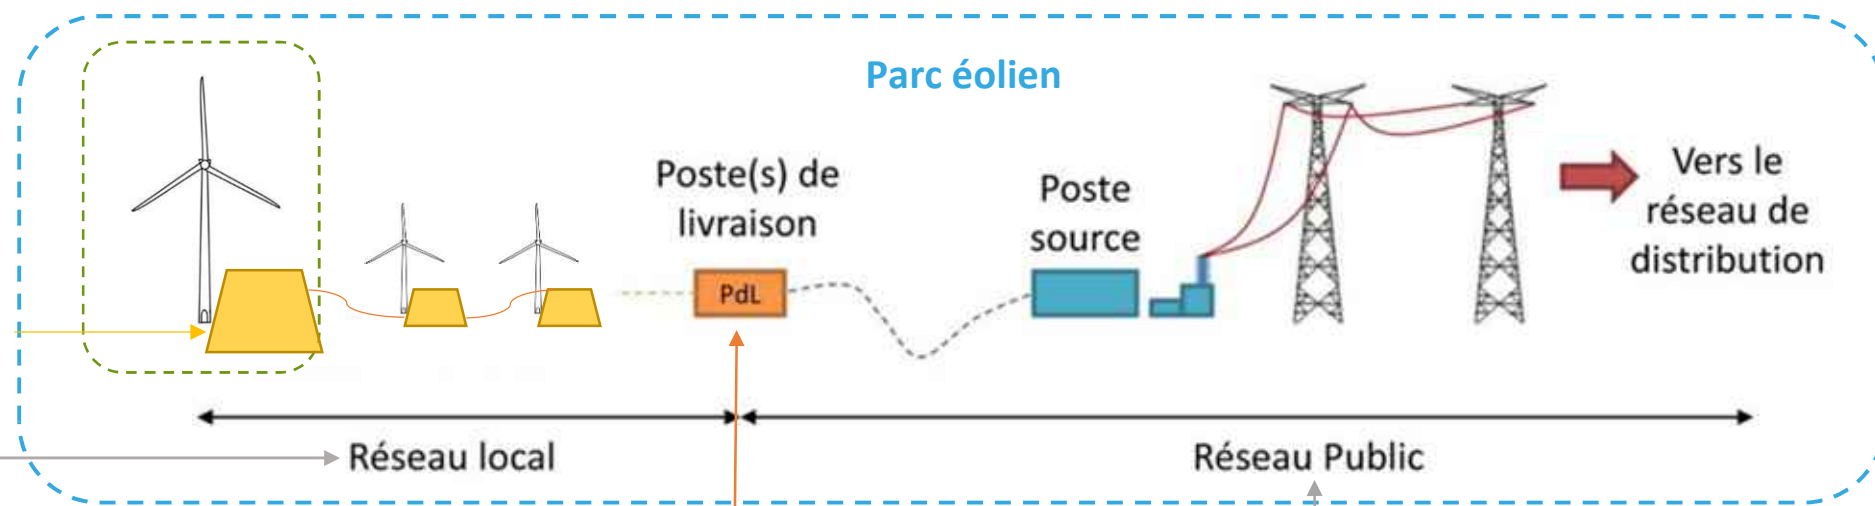 Parc éolien
Poste(s) de
livraison
PdL
Poste
source
Vers le
réseau de
distribution
Réseau local
Réseau Public